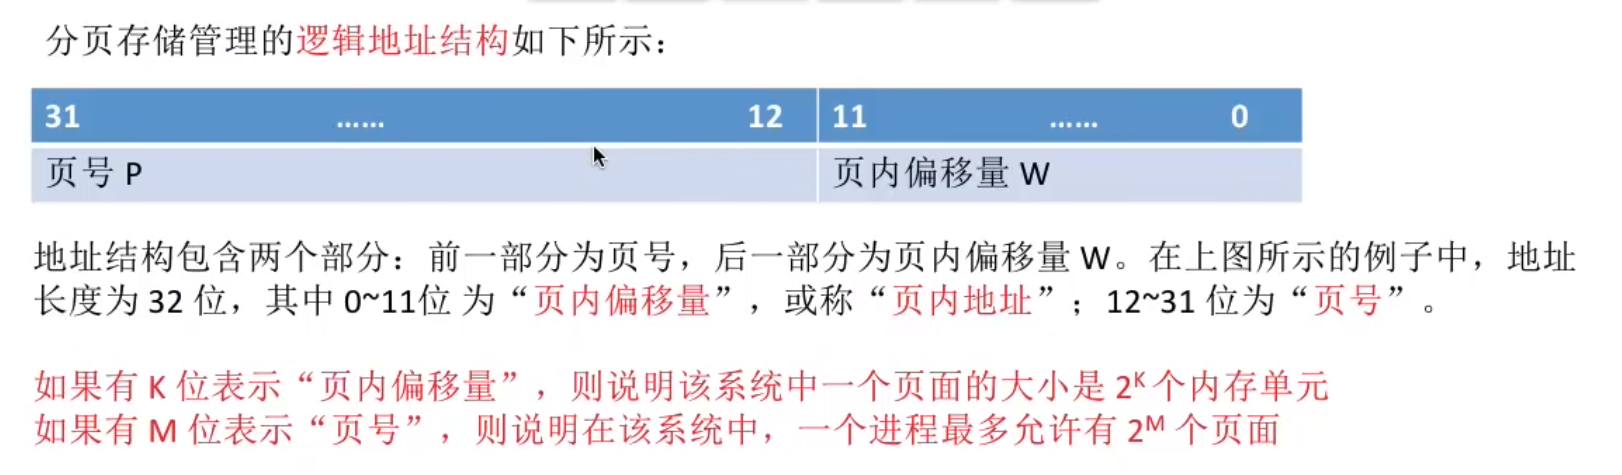 分页存储管理的逻辑地址结构如下所示：
31 …… 12 11 …… 0
页号 P 页内偏移量 W
地址结构包含两个部分：前一部分为页号，后一部分为页内偏移量 W。在上图所示的例子中，地址
长度为 32 位，其中 0~11位 为“页内偏移量”，或称“页内地址”；12~31 位为“页号”。
如果有 K 位表示“页内偏移量”，则说明该系统中一个页面的大小是 2ᴷ 个内存单元
如果有 M 位表示“页号”，则说明在该系统中，一个进程最多允许有 2ᴹ 个页面